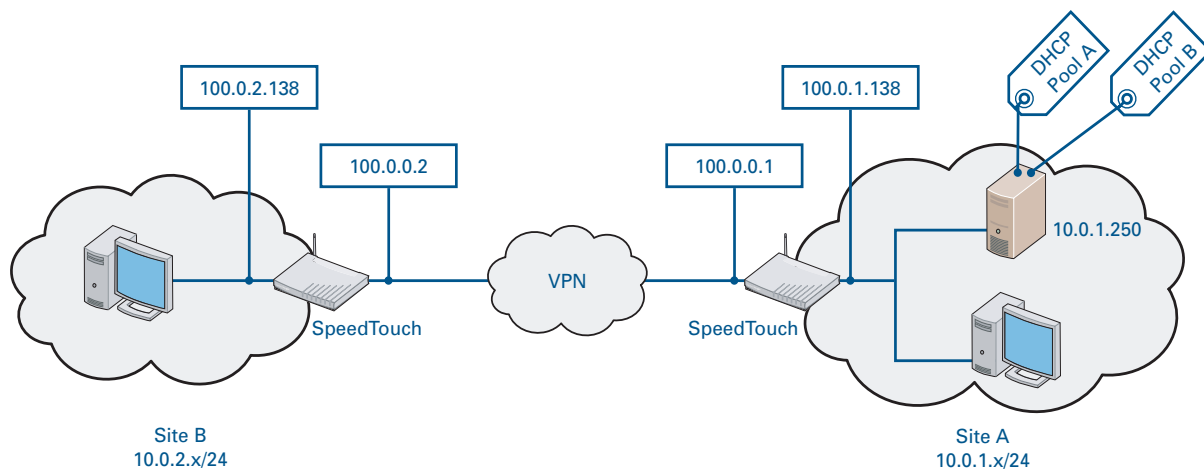 DHCP
Pool A
DHCP
Pool B
100.0.2.138
100.0.1.138
100.0.0.2
100.0.0.1
10.0.1.250
VPN
SpeedTouch
SpeedTouch
Site B
10.0.2.x/24
Site A
10.0.1.x/24